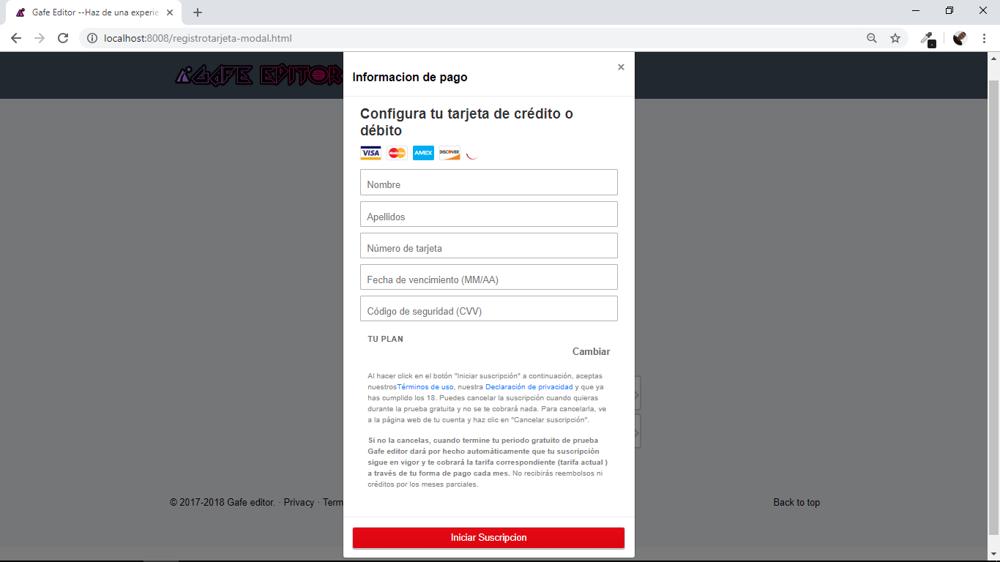 Gafe Editor --Haz de una experie
localhost:8008/registrotarjeta-modal.html
GAFE EDITOR
×
Informacion de pago
Configura tu tarjeta de crédito o
débito
VISA MasterCard AMEX DISCOVER
Nombre
Apellidos
Número de tarjeta
Fecha de vencimiento (MM/AA)
Código de seguridad (CVV)
TU PLAN
Cambiar
Al hacer click en el botón "Iniciar suscripción" a continuación, aceptas
nuestrosTérminos de uso, nuestra Declaración de privacidad y que ya
has cumplido los 18. Puedes cancelar la suscripción cuando quieras
durante la prueba gratuita y no se te cobrará nada. Para cancelarla, ve
a la página web de tu cuenta y haz clic en "Cancelar suscripción".
Si no la cancelas, cuando termine tu periodo gratuito de prueba
Gafe editor dará por hecho automáticamente que tu suscripción
sigue en vigor y te cobrará la tarifa correspondiente (tarifa actual )
a través de tu forma de pago cada mes. No recibirás reembolsos ni
créditos por los meses parciales.
© 2017-2018 Gafe editor. · Privacy · Term
Back to top
Iniciar Suscripcion